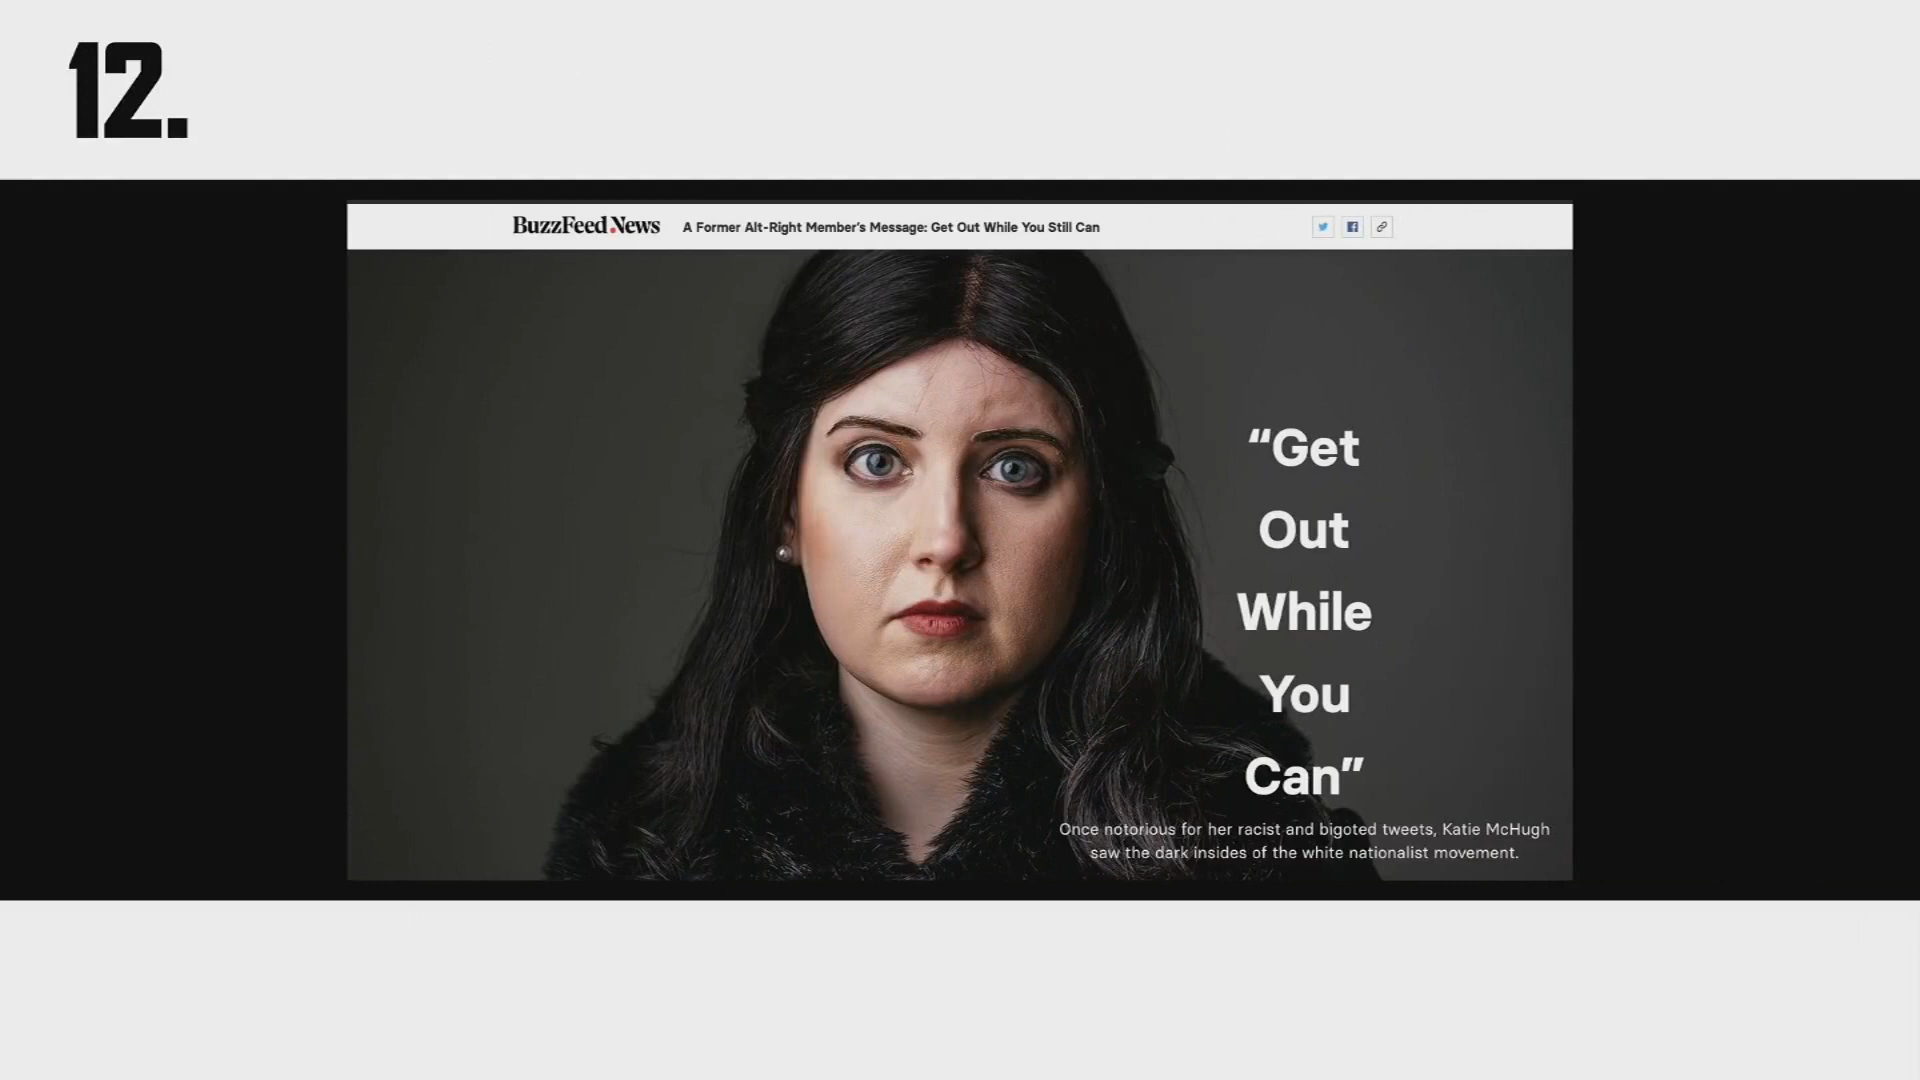 12.
BuzzFeed News
A Former Alt-Right Member's Message: Get Out While You Still Can
“Get
Out
While
You
Can”
Once notorious for her racist and bigoted tweets, Katie McHugh
saw the dark insides of the white nationalist movement.